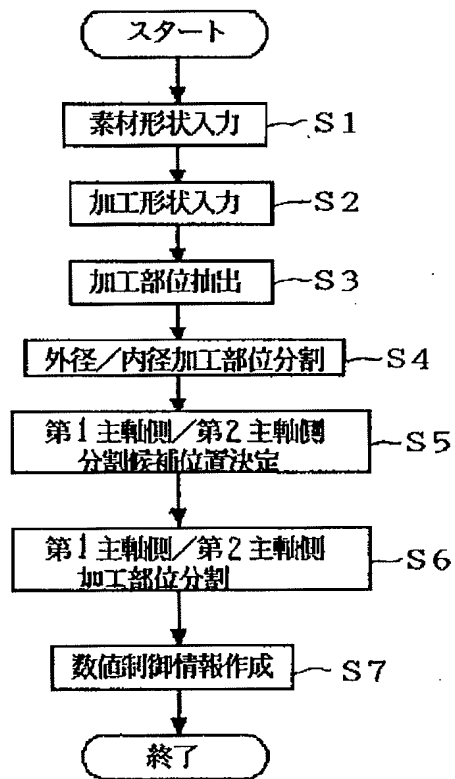 スタート
素材形状入力 S1
加工形状入力 S2
加工部位抽出 S3
外径／内径加工部位分割 S4
第1主軸側／第2主軸側
分割候補位置決定 S5
第1主軸側／第2主軸側
加工部位分割 S6
数値制御情報作成 S7
終了